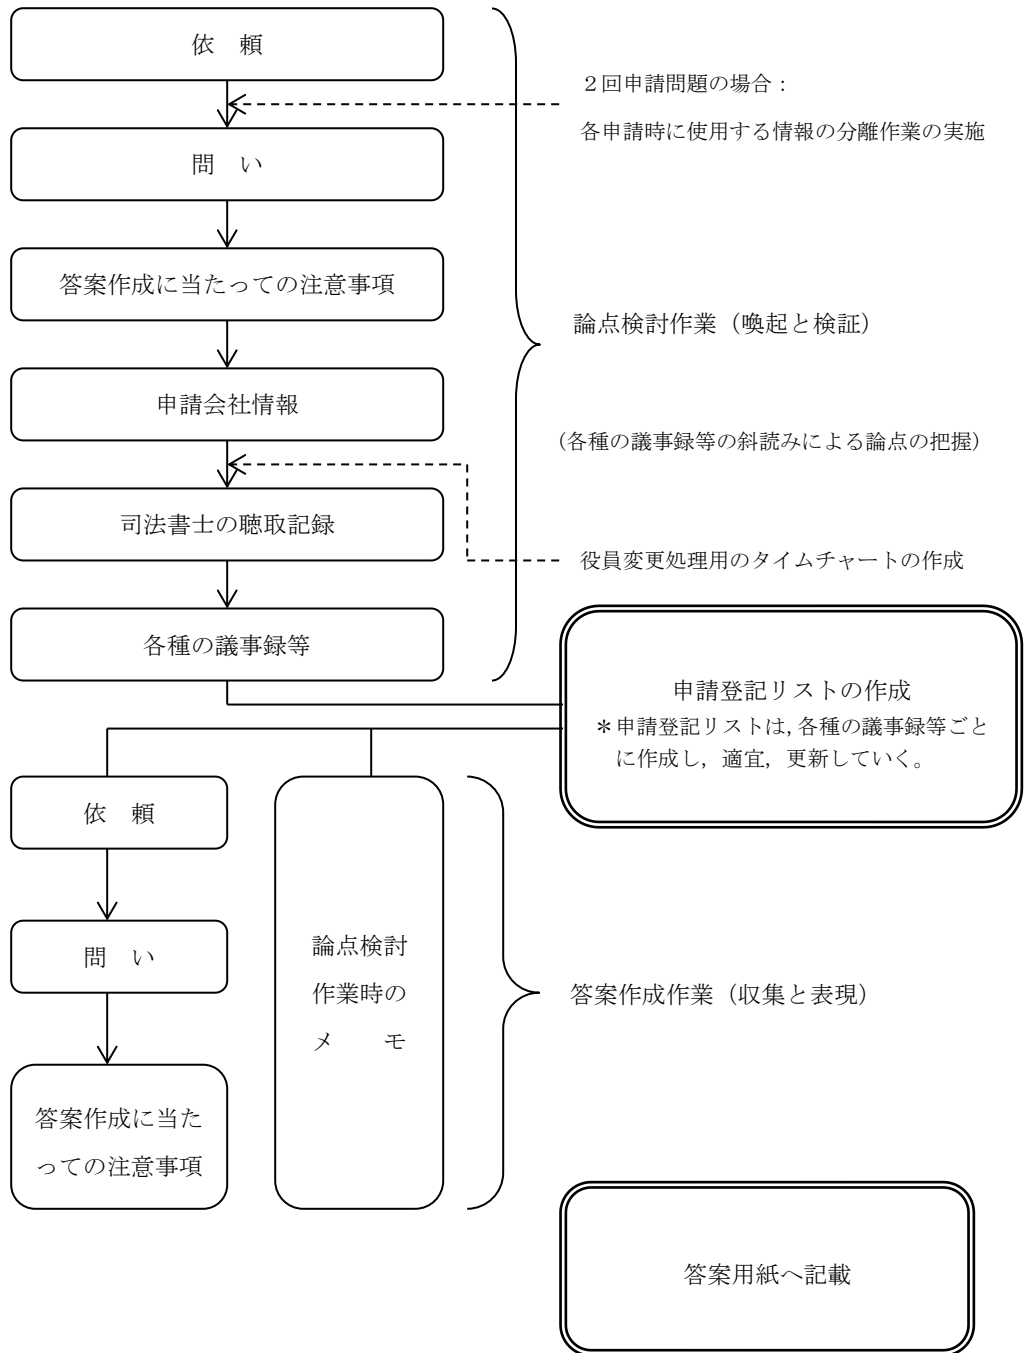 依　頼
２回申請問題の場合：
各申請時に使用する情報の分離作業の実施
問　い
答案作成に当たっての注意事項
論点検討作業（喚起と検証）
申請会社情報
（各種の議事録等の斜読みによる論点の把握）
司法書士の聴取記録
役員変更処理用のタイムチャートの作成
各種の議事録等
申請登記リストの作成
＊申請登記リストは，各種の議事録等ごと
に作成し，適宜，更新していく。
依　頼
問　い
論点検討
作業時の
メ　モ
答案作成作業（収集と表現）
答案作成に当た
っての注意事項
答案用紙へ記載